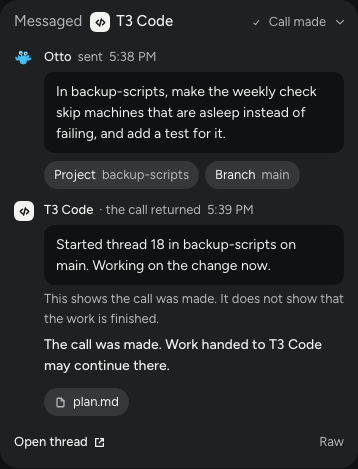 Messaged T3 Code Call made
Otto sent 5:38 PM
In backup-scripts, make the weekly check
skip machines that are asleep instead of
failing, and add a test for it.
Project backup-scripts Branch main
T3 Code · the call returned 5:39 PM
Started thread 18 in backup-scripts on
main. Working on the change now.
This shows the call was made. It does not show that
the work is finished.
The call was made. Work handed to T3 Code
may continue there.
plan.md
Open thread Raw